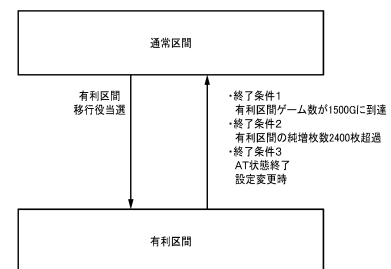 通常区間
有利区間
移行役当選
・終了条件1
有利区間ゲーム数が1500Gに到達
・終了条件2
有利区間の純増枚数2400枚超過
・終了条件3
AT状態終了
設定変更時
有利区間